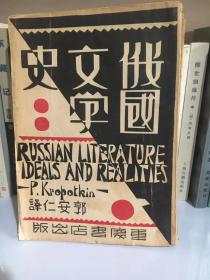 俄國
文學
史
RUSSIAN LITERATURE
IDEALS AND REALITIES
P. Kropotkin
郭安仁譯
重慶書店出版